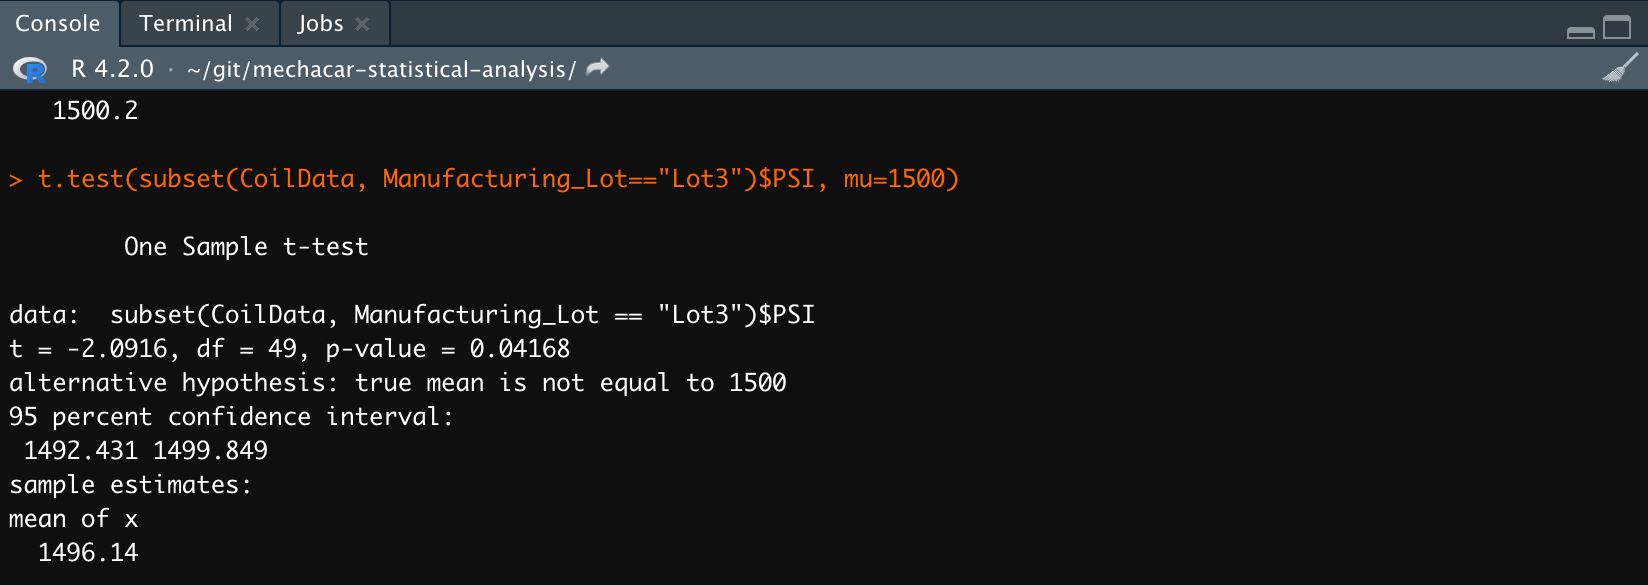 Console Terminal Jobs
R R 4.2.0 · ~/git/mechacar-statistical-analysis/
1500.2
> t.test(subset(CoilData, Manufacturing_Lot=="Lot3")$PSI, mu=1500)
One Sample t-test
data:  subset(CoilData, Manufacturing_Lot == "Lot3")$PSI
t = -2.0916, df = 49, p-value = 0.04168
alternative hypothesis: true mean is not equal to 1500
95 percent confidence interval:
1492.431 1499.849
sample estimates:
mean of x
1496.14